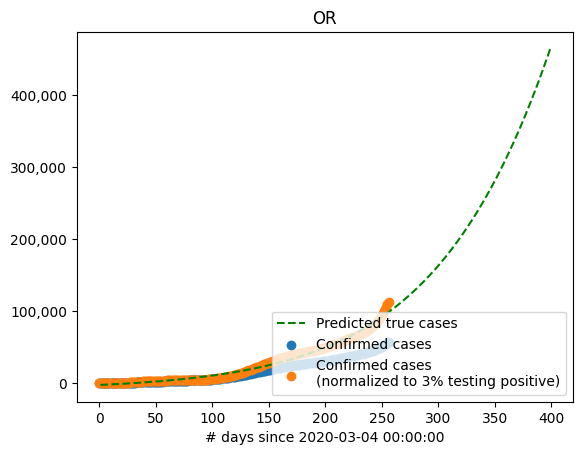 OR
400,000
300,000
200,000
100,000
0
Predicted true cases
Confirmed cases
Confirmed cases
(normalized to 3% testing positive)
0 50 100 150 200 250 300 350 400
# days since 2020-03-04 00:00:00